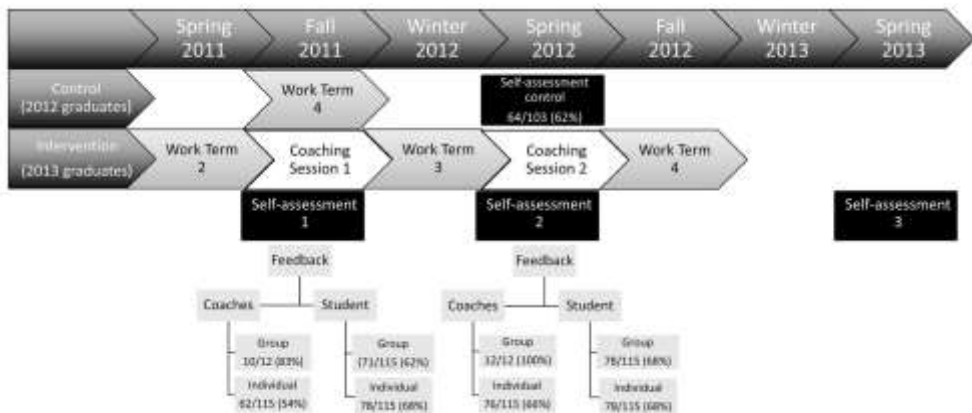 Spring
2011
Fall
2011
Winter
2012
Spring
2012
Fall
2012
Winter
2013
Spring
2013
Control
(2012 graduates)
Work Term
4
Self-assessment
control
64/103 (62%)
Intervention
(2013 graduates)
Work Term
2
Coaching
Session 1
Work Term
3
Coaching
Session 2
Work Term
4
Self-assessment
1
Self-assessment
2
Self-assessment
3
Feedback
Coaches
Student
Group
10/12 (83%)
Individual
62/115 (54%)
Group
(71/115 (62%)
Individual
78/115 (68%)
Feedback
Coaches
Student
Group
12/12 (100%)
Individual
76/115 (66%)
Group
78/115 (68%)
Individual
78/115 (68%)